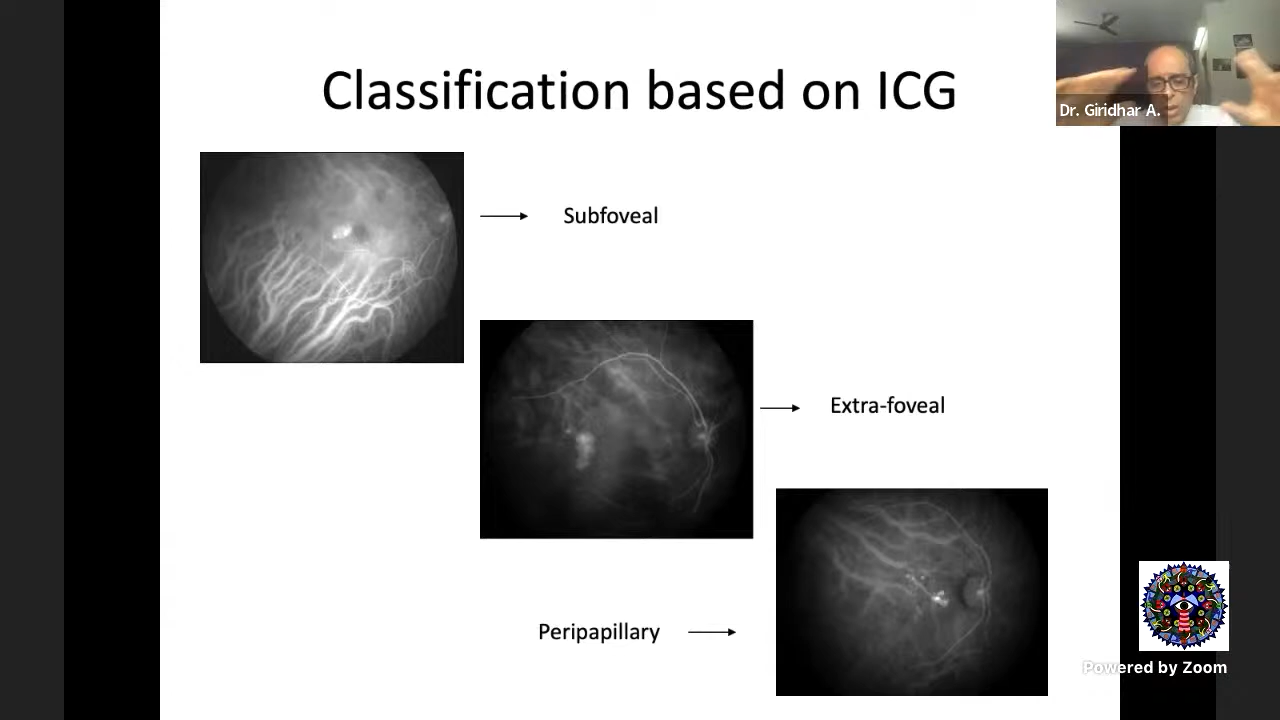 Classification based on ICG
Dr. Giridhar A.
Subfoveal
Extra-foveal
Peripapillary
Powered by Zoom